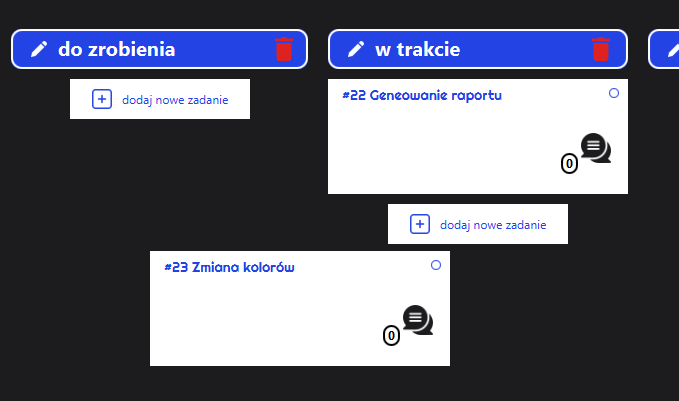 do zrobienia
w trakcie
dodaj nowe zadanie
#22 Geneowanie raportu
0
dodaj nowe zadanie
#23 Zmiana kolorów
0